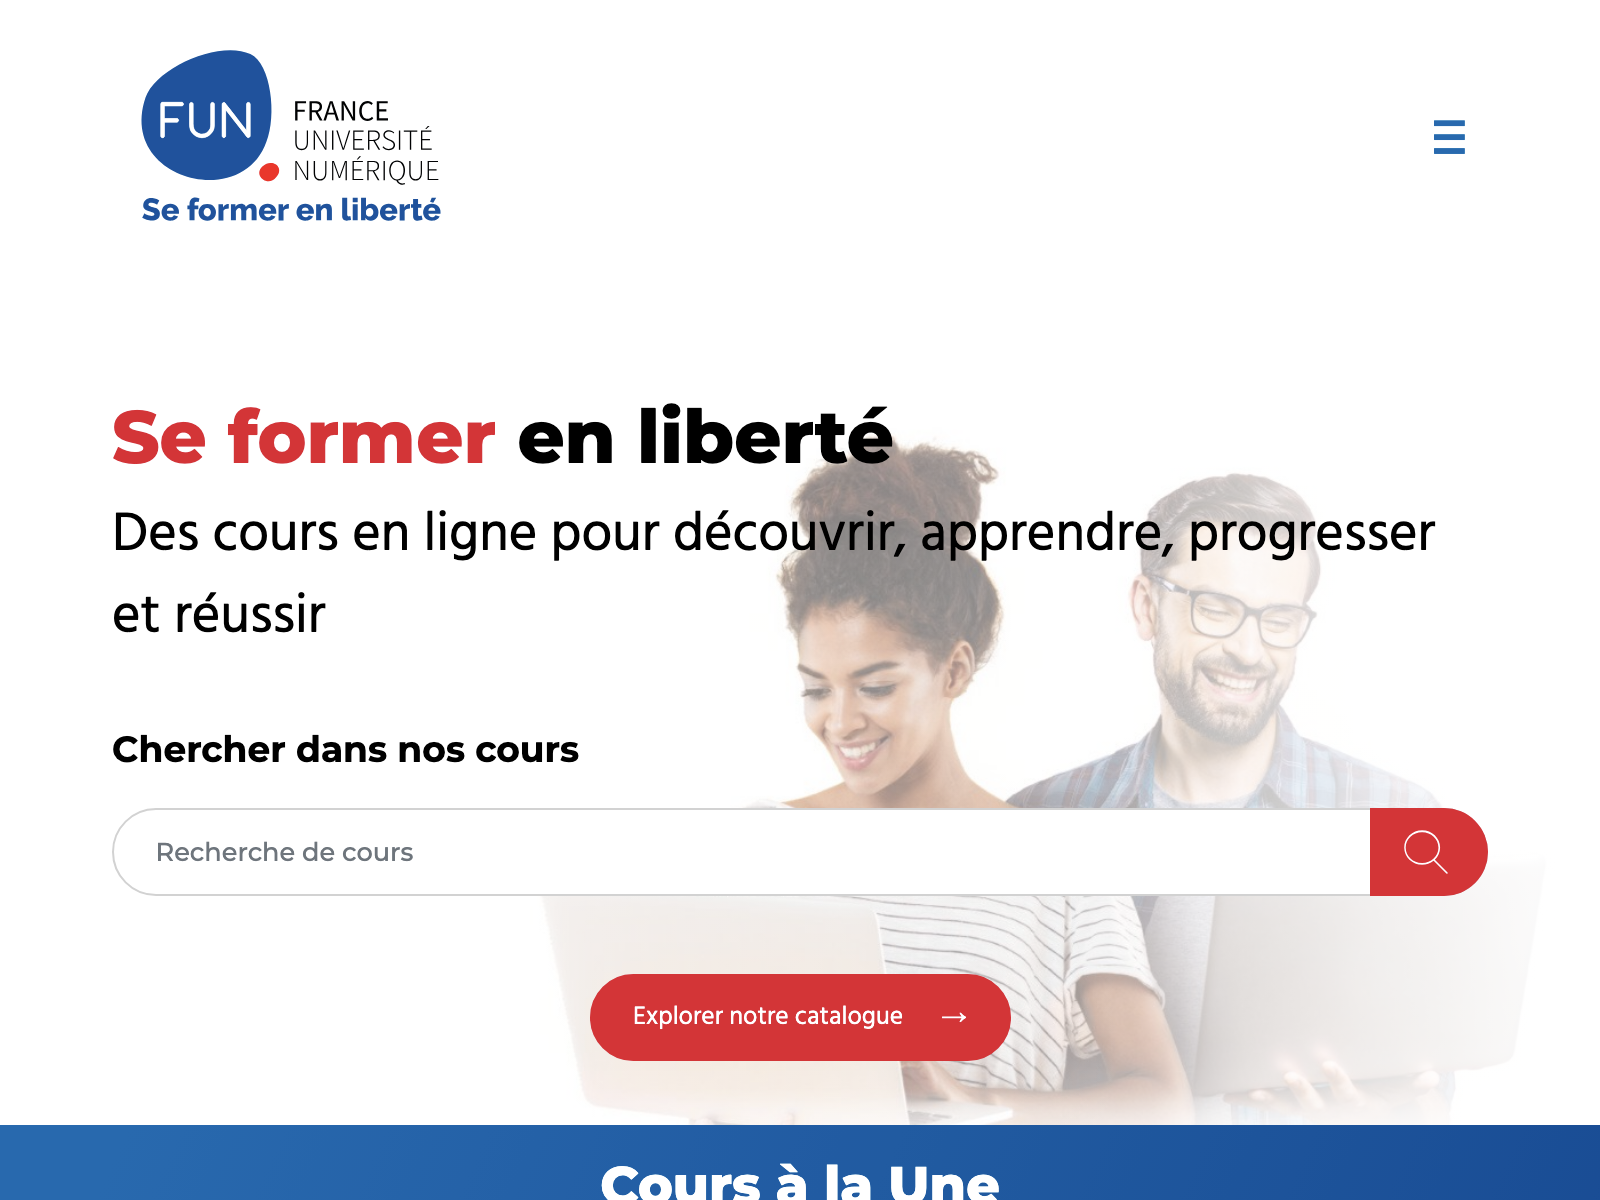 FUN
FRANCE
UNIVERSITÉ
NUMÉRIQUE
Se former en liberté
Se former en liberté
Des cours en ligne pour découvrir, apprendre, progresser
et réussir
Chercher dans nos cours
Recherche de cours
Explorer notre catalogue →
Cours à la Une